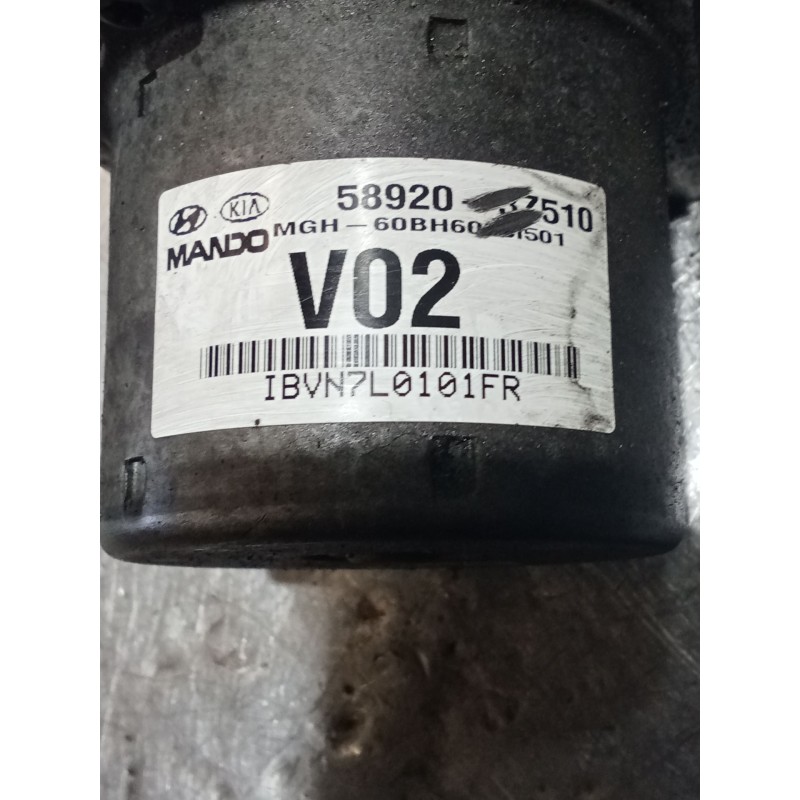 KIA 58920
MANDO MGH-60BH60
V02
IBVN7L0101FR